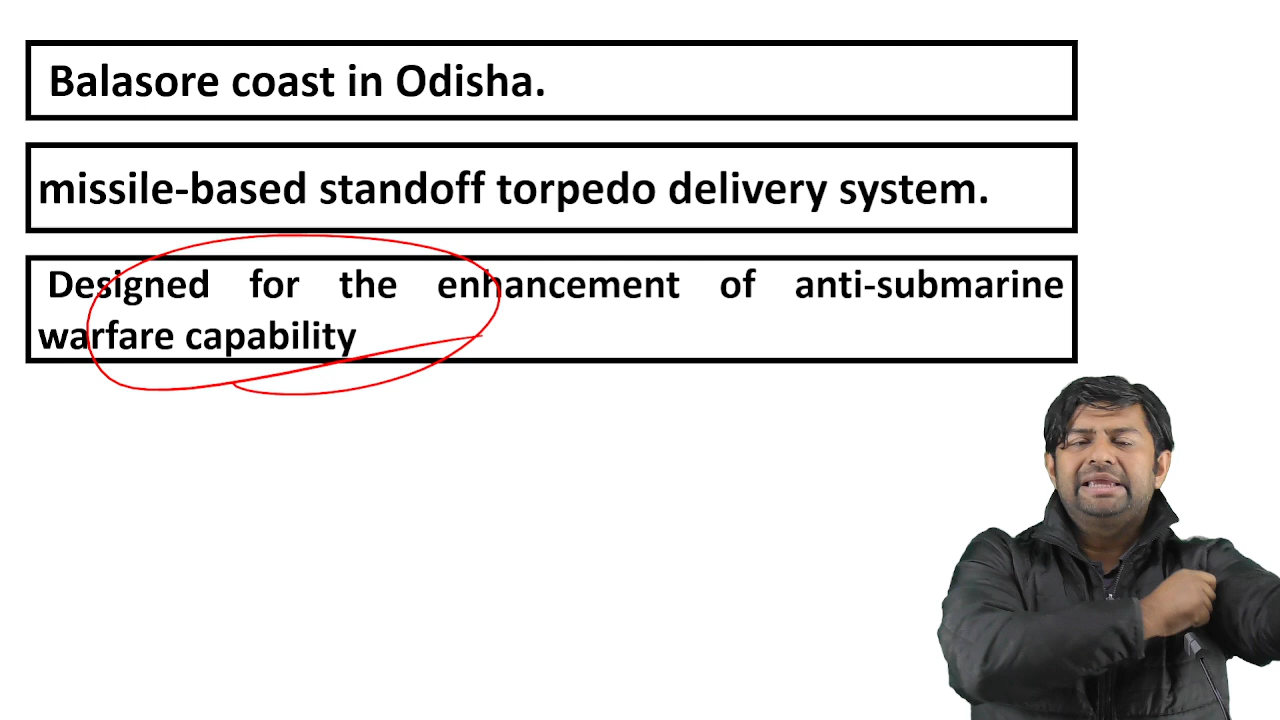 Balasore coast in Odisha.
missile-based standoff torpedo delivery system.
Designed for the enhancement of anti-submarine
warfare capability